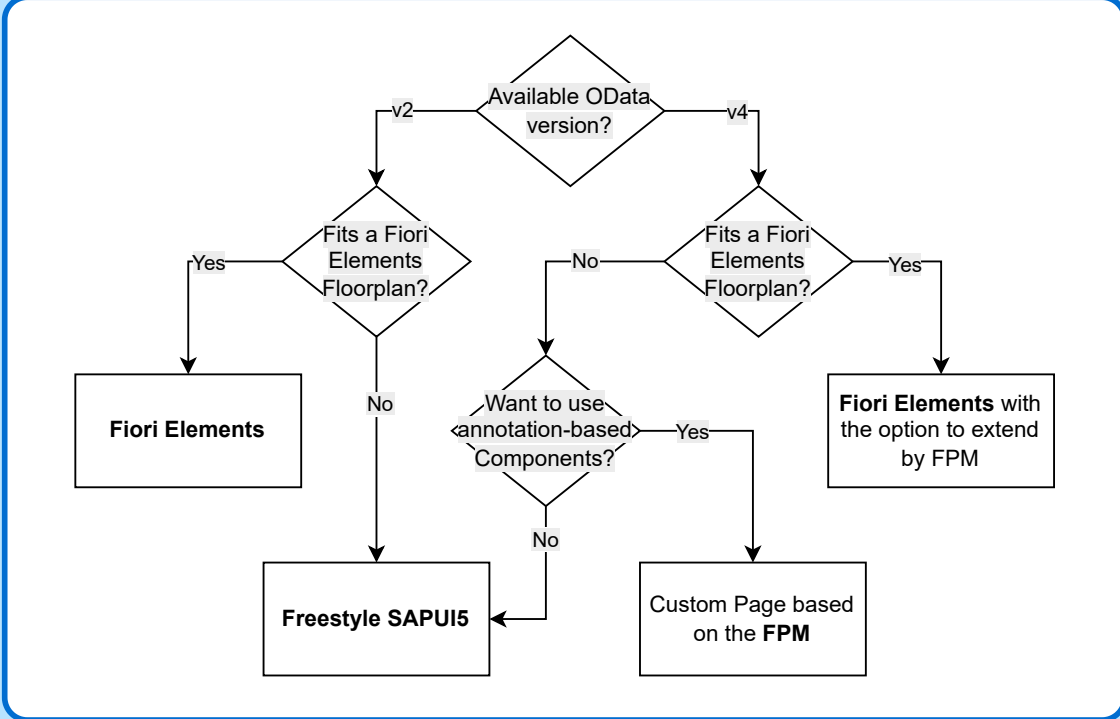 Available OData
version?
v2
v4
Fits a Fiori
Elements
Floorplan?
Fits a Fiori
Elements
Floorplan?
Yes
No
Yes
No
Want to use
annotation-based
Components?
Yes
Fiori Elements
Fiori Elements with
the option to extend
by FPM
No
Freestyle SAPUI5
Custom Page based
on the FPM